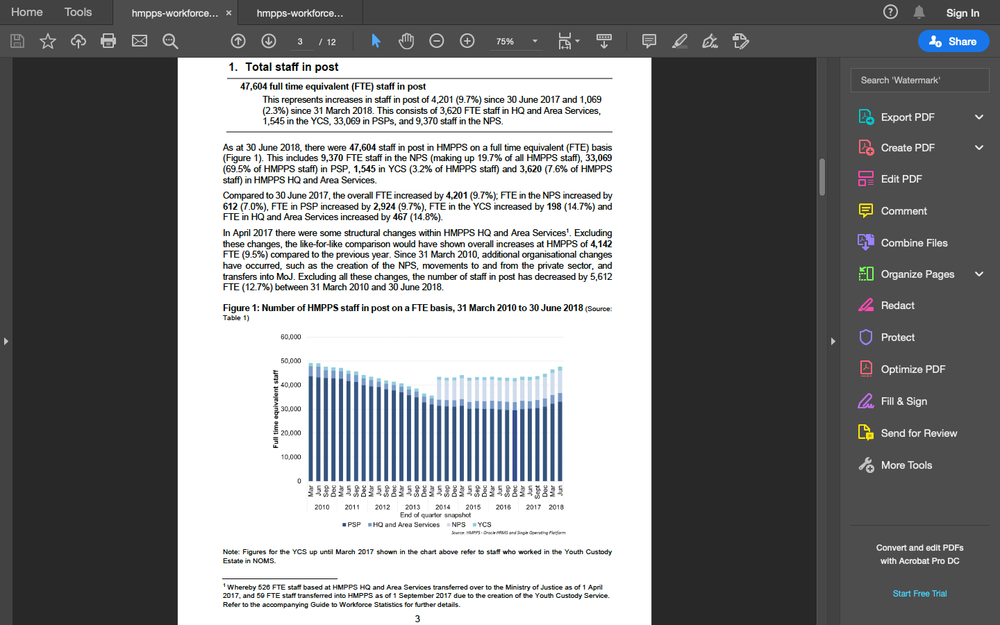 Home
Tools
hmpps-workforce... ×
hmpps-workforce...
? Sign In
3 / 12
75%
Share
1. Total staff in post
47,604 full time equivalent (FTE) staff in post
This represents increases in staff in post of 4,201 (9.7%) since 30 June 2017 and 1,069
(2.3%) since 31 March 2018. This consists of 3,620 FTE staff in HQ and Area Services,
1,545 in the YCS, 33,069 in PSPs, and 9,370 staff in the NPS.
As at 30 June 2018, there were 47,604 staff in post in HMPPS on a full time equivalent (FTE) basis
(Figure 1). This includes 9,370 FTE staff in the NPS (making up 19.7% of all HMPPS staff), 33,069
(69.5% of HMPPS staff) in PSP, 1,545 in YCS (3.2% of HMPPS staff) and 3,620 (7.6% of HMPPS
staff) in HMPPS HQ and Area Services.
Compared to 30 June 2017, the overall FTE increased by 4,201 (9.7%); FTE in the NPS increased by
612 (7.0%), FTE in PSP increased by 2,924 (9.7%), FTE in the YCS increased by 198 (14.7%) and
FTE in HQ and Area Services increased by 467 (14.8%).
In April 2017 there were some structural changes within HMPPS HQ and Area Services¹. Excluding
these changes, the like-for-like comparison would have shown overall increases at HMPPS of 4,142
FTE (9.5%) compared to the previous year. Since 31 March 2010, additional organisational changes
have occurred, such as the creation of the NPS, movements to and from the private sector, and
transfers into MoJ. Excluding all these changes, the number of staff in post has decreased by 5,612
FTE (12.7%) between 31 March 2010 and 30 June 2018.
Figure 1: Number of HMPPS staff in post on a FTE basis, 31 March 2010 to 30 June 2018 (Source:
Table 1)
60,000
50,000
40,000
30,000
20,000
10,000
0
Full time equivalent staff
Mar Jun Sep Dec Mar Jun Sep Dec Mar Jun Sep Dec Mar Jun Sep Dec Mar Jun Sep Dec Mar Jun Sep Dec Mar Jun Sep Dec Mar Jun Sept Dec Mar Jun
2010 2011 2012 2013 2014 2015 2016 2017 2018
End of quarter snapshot
PSP HQ and Area Services NPS YCS
Source: HMPPS - Oracle HRMS and Single Operating Platform
Note: Figures for the YCS up until March 2017 shown in the chart above refer to staff who worked in the Youth Custody
Estate in NOMS.
¹ Whereby 526 FTE staff based at HMPPS HQ and Area Services transferred over to the Ministry of Justice as of 1 April
2017, and 59 FTE staff transferred into HMPPS as of 1 September 2017 due to the creation of the Youth Custody Service.
Refer to the accompanying Guide to Workforce Statistics for further details.
3
Search 'Watermark'
Export PDF
Create PDF
Edit PDF
Comment
Combine Files
Organize Pages
Redact
Protect
Optimize PDF
Fill & Sign
Send for Review
More Tools
Convert and edit PDFs
with Acrobat Pro DC
Start Free Trial